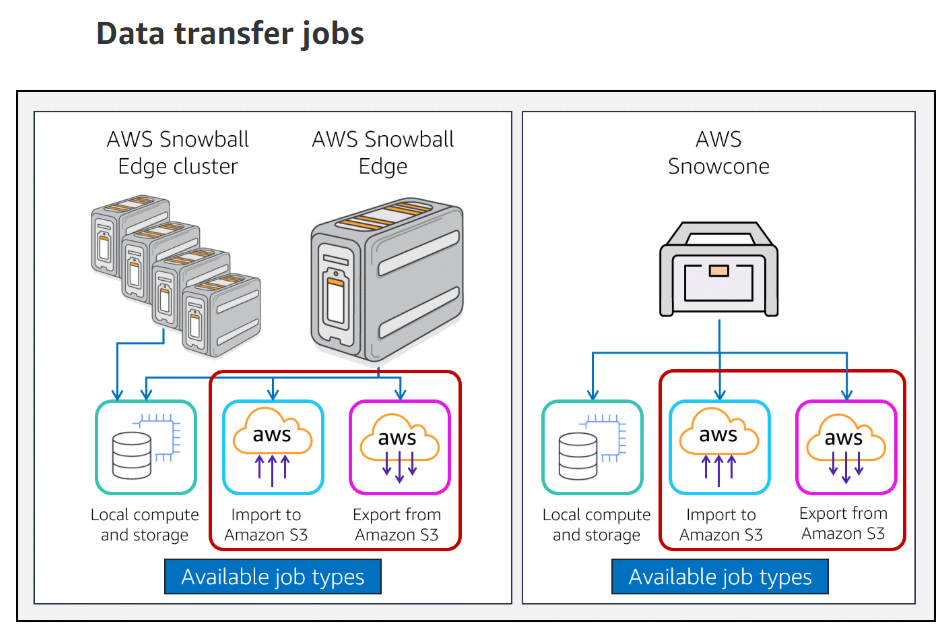 Data transfer jobs
AWS Snowball
Edge cluster
AWS Snowball
Edge
aws
aws
Local compute
and storage
Import to
Amazon S3
Export from
Amazon S3
Available job types
AWS
Snowcone
aws
aws
Local compute
and storage
Import to
Amazon S3
Export from
Amazon S3
Available job types